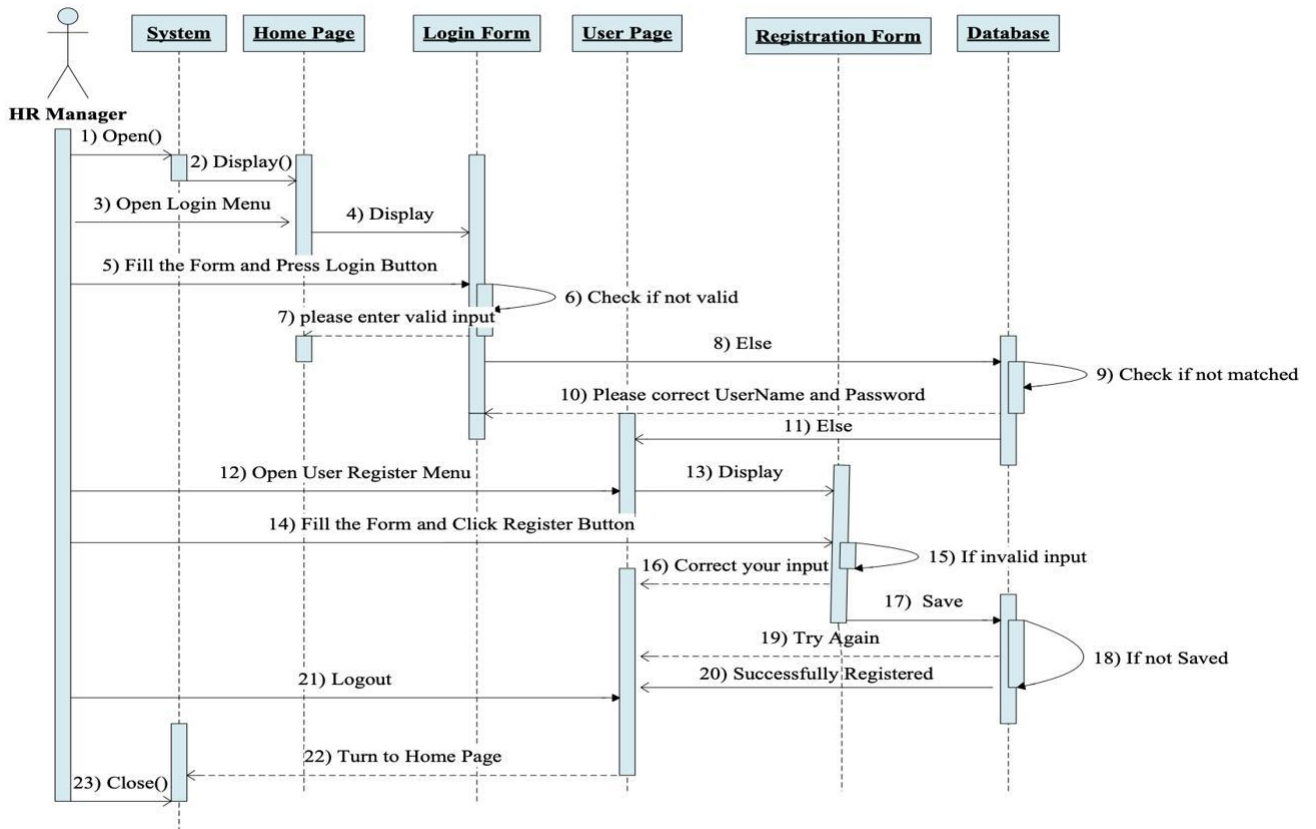 System
Home Page
Login Form
User Page
Registration Form
Database
HR Manager
1) Open()
2) Display()
3) Open Login Menu
4) Display
5) Fill the Form and Press Login Button
6) Check if not valid
7) please enter valid input
8) Else
9) Check if not matched
10) Please correct UserName and Password
11) Else
12) Open User Register Menu
13) Display
14) Fill the Form and Click Register Button
15) If invalid input
16) Correct your input
17) Save
18) If not Saved
19) Try Again
20) Successfully Registered
21) Logout
22) Turn to Home Page
23) Close()